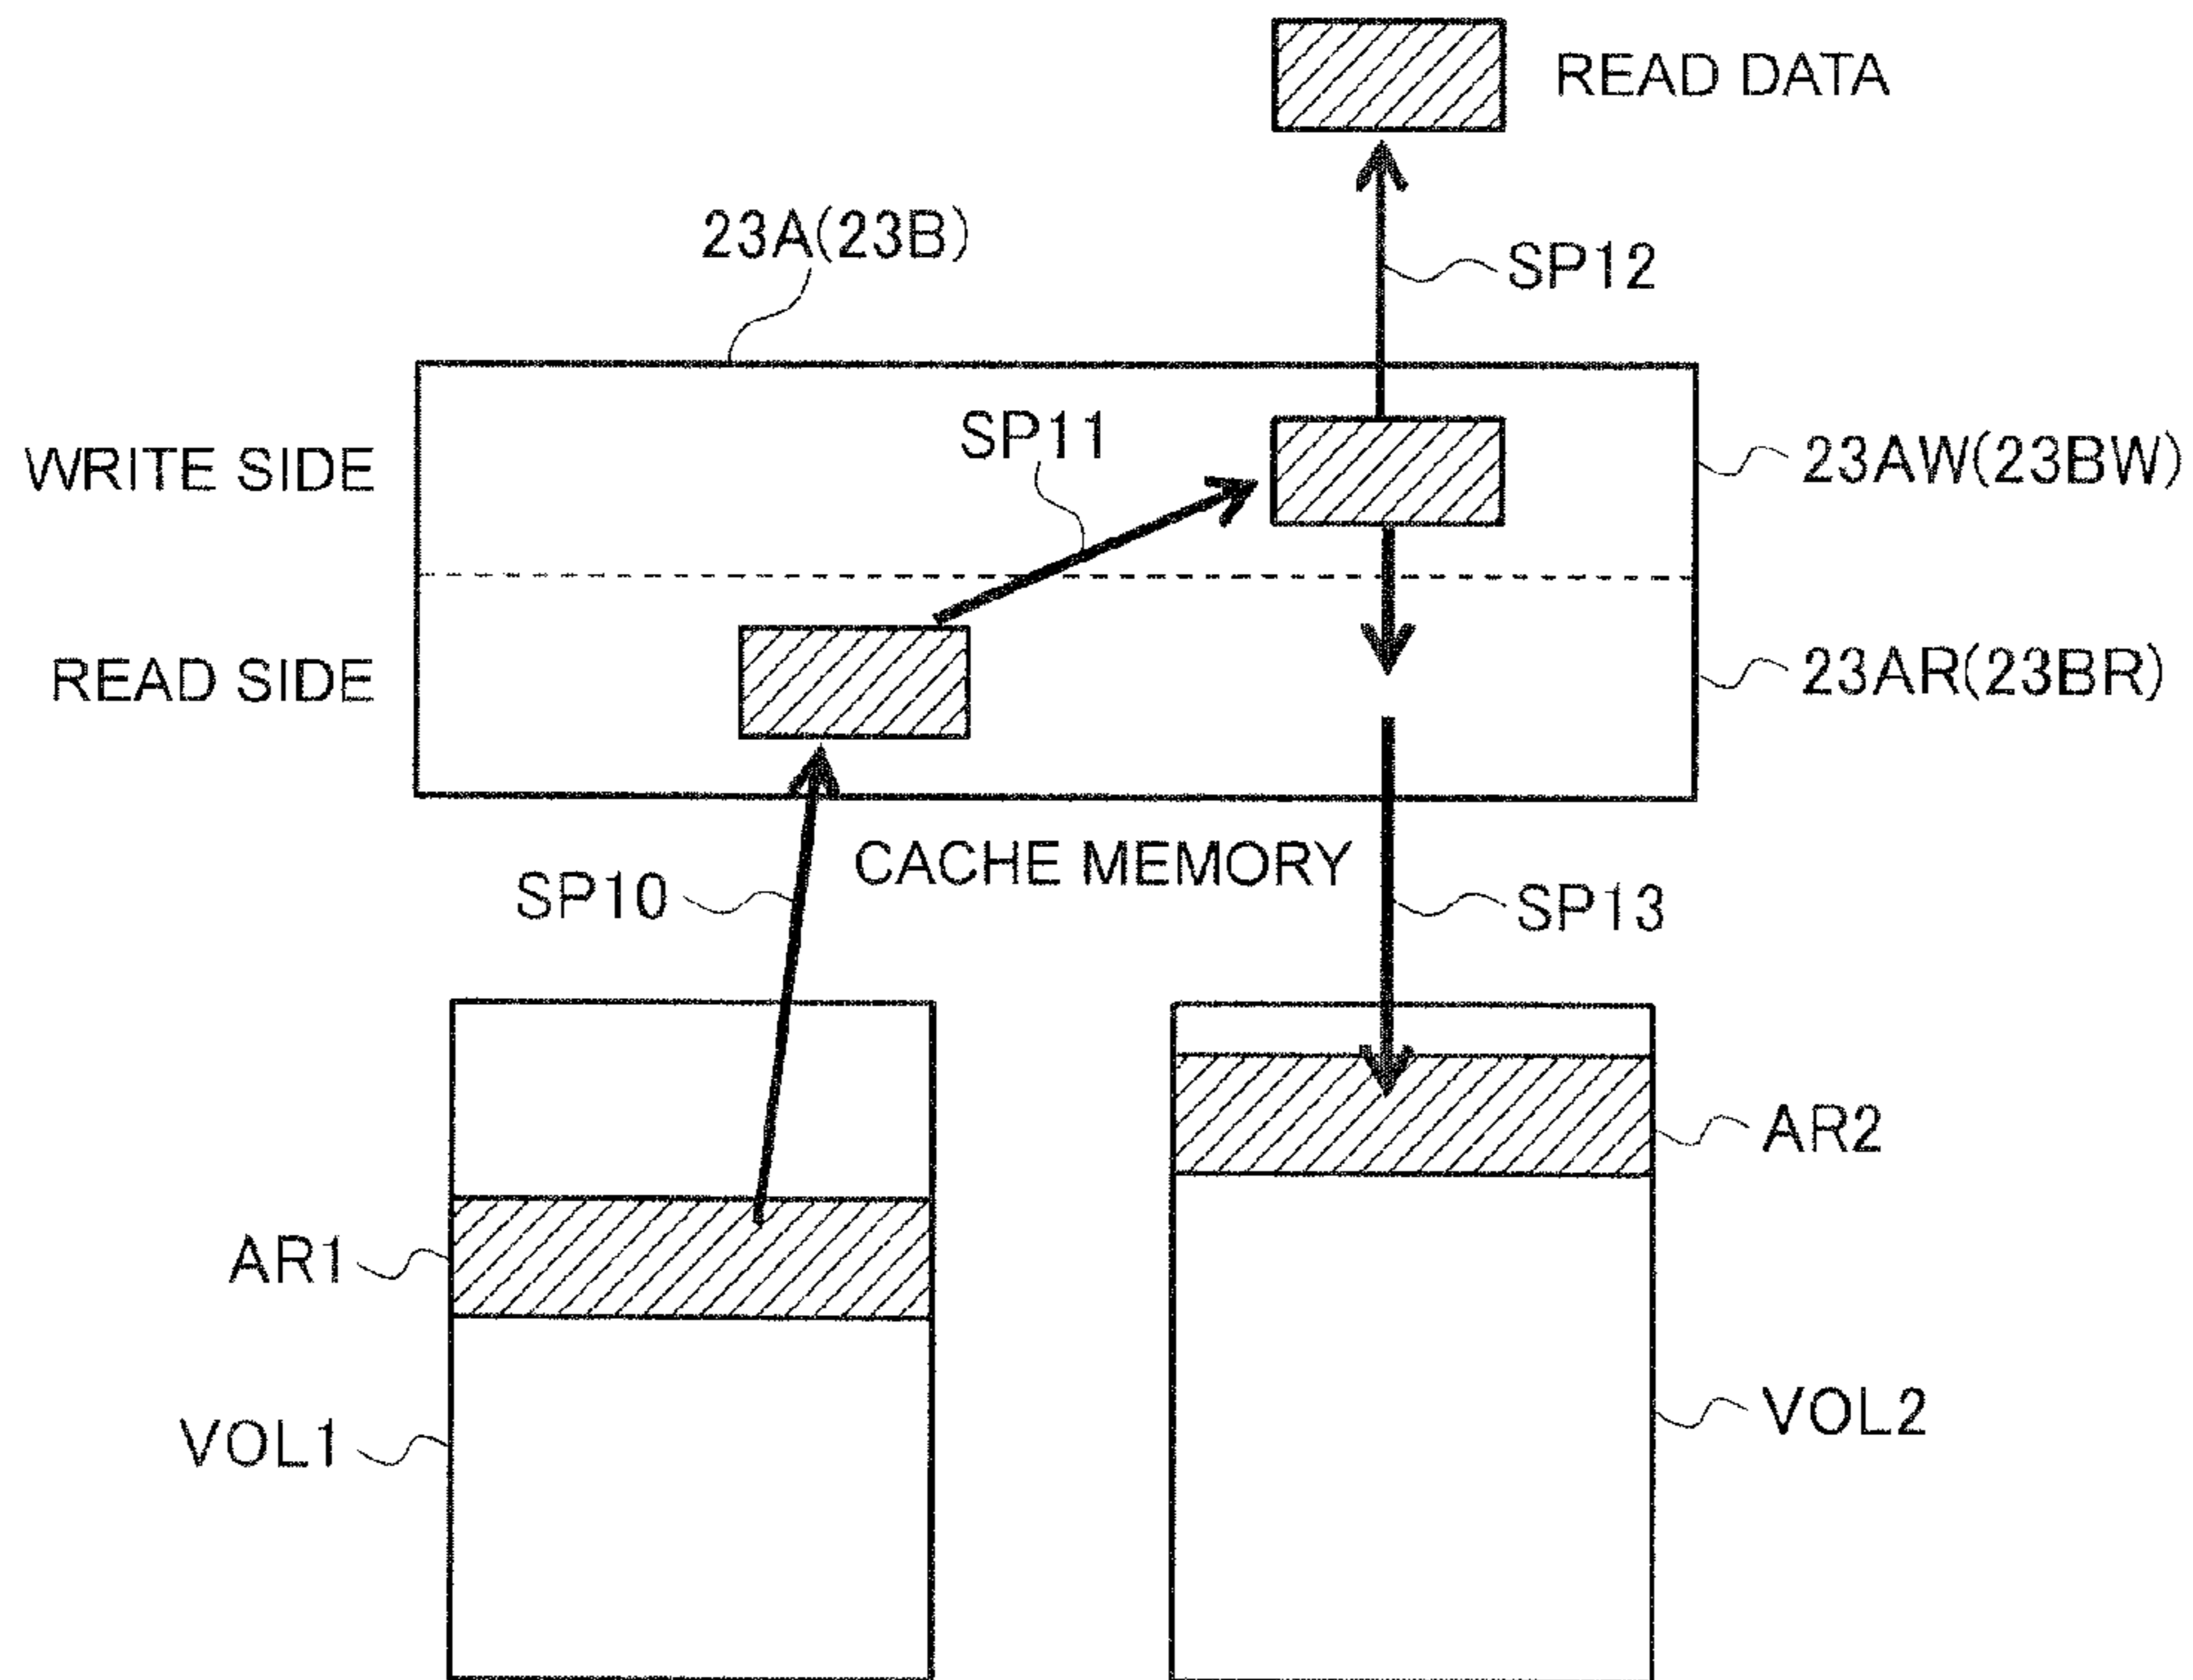 READ DATA
23A(23B)
SP12
SP11
WRITE SIDE
23AW(23BW)
READ SIDE
23AR(23BR)
CACHE MEMORY
SP10
SP13
AR2
AR1
VOL2
VOL1